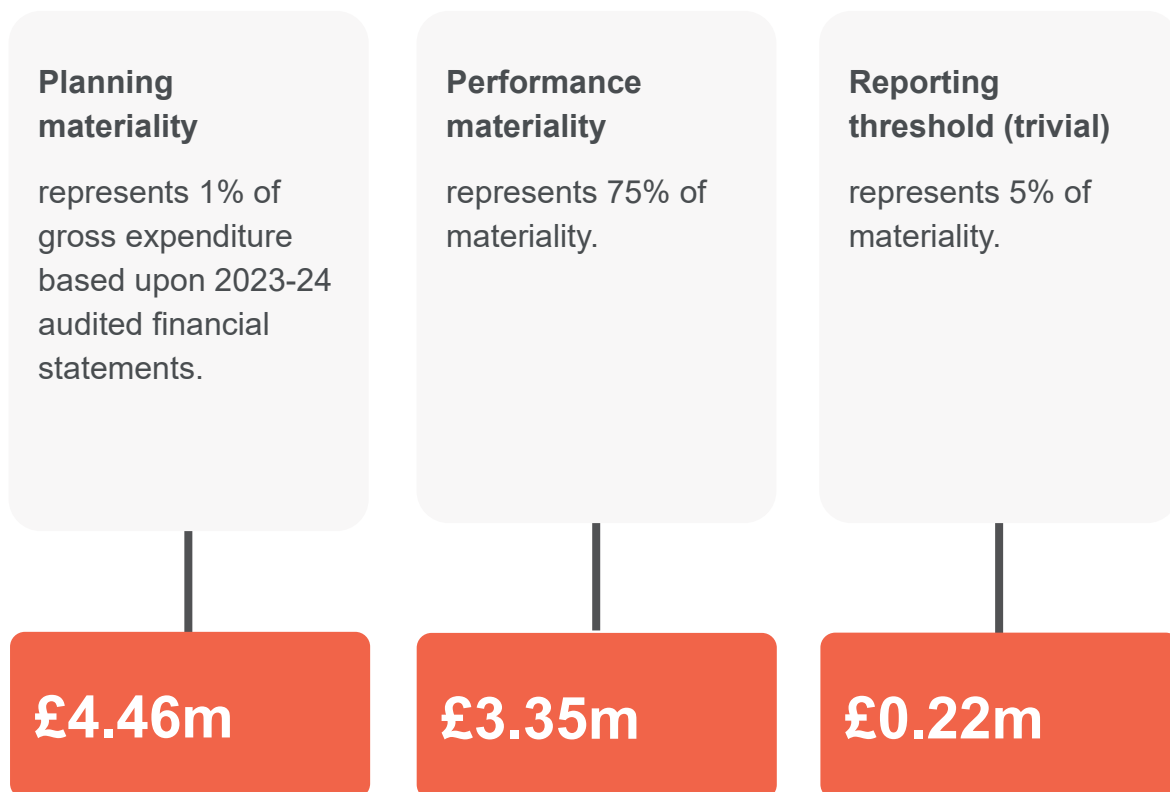 Planning
materiality
represents 1% of
gross expenditure
based upon 2023-24
audited financial
statements.
£4.46m
Performance
materiality
represents 75% of
materiality.
£3.35m
Reporting
threshold (trivial)
represents 5% of
materiality.
£0.22m